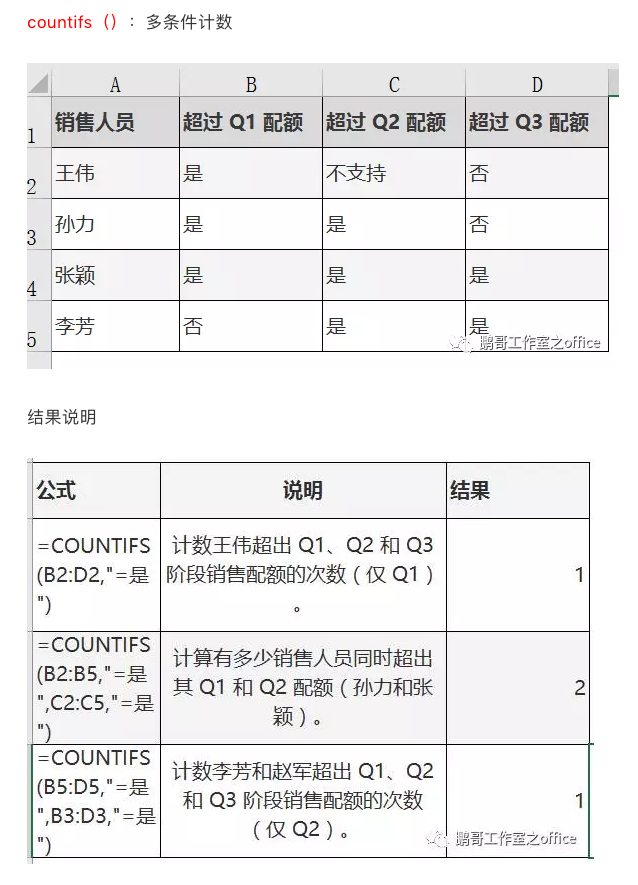 countifs（）：多条件计数
A B C D
1 销售人员 超过 Q1 配额 超过 Q2 配额 超过 Q3 配额
2 王伟 是 不支持 否
3 孙力 是 是 否
4 张颖 是 是 是
5 李芳 否 是 是
鹏哥工作室之office
结果说明
公式 说明 结果
=COUNTIFS
(B2:D2,"=是
")
计数王伟超出 Q1、Q2 和 Q3
阶段销售配额的次数（仅 Q1）
。
1
=COUNTIFS
(B2:B5,"=是
",C2:C5,"=是
")
计算有多少销售人员同时超出
其 Q1 和 Q2 配额（孙力和张
颖）。
2
=COUNTIFS
(B5:D5,"=是
",B3:D3,"=是
")
计数李芳和赵军超出 Q1、Q2
和 Q3 阶段销售配额的次数
（仅 Q2）。
1
鹏哥工作室之office